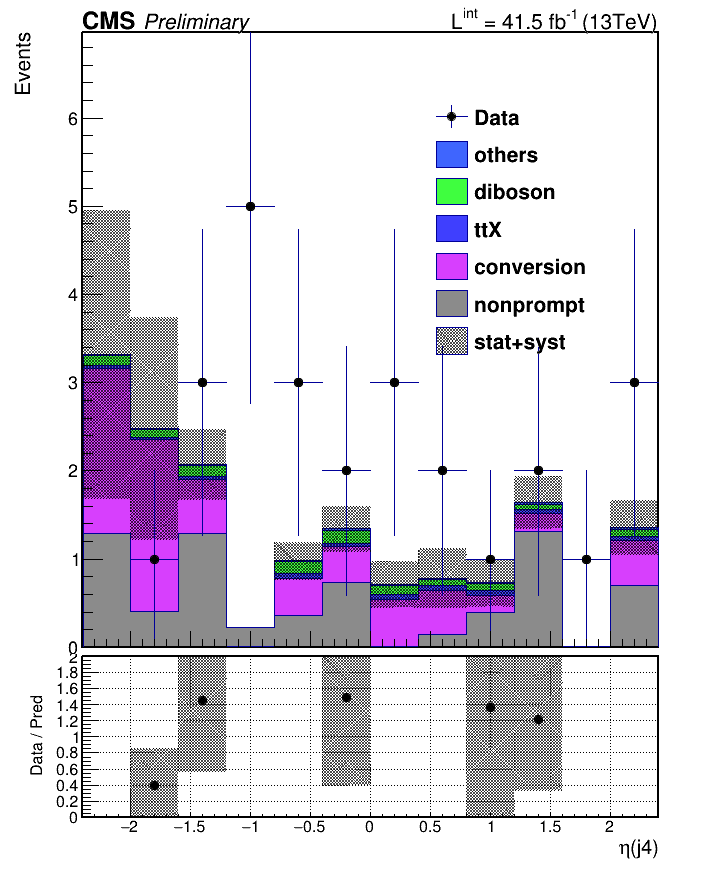 CMS Preliminary
L^int = 41.5 fb^-1 (13TeV)
Events
6
5
4
3
2
1
0
Data
others
diboson
ttX
conversion
nonprompt
stat+syst
Data / Pred
2
1.8
1.6
1.4
1.2
1
0.8
0.6
0.4
0.2
0
−2 −1.5 −1 −0.5 0 0.5 1 1.5 2
η(j4)